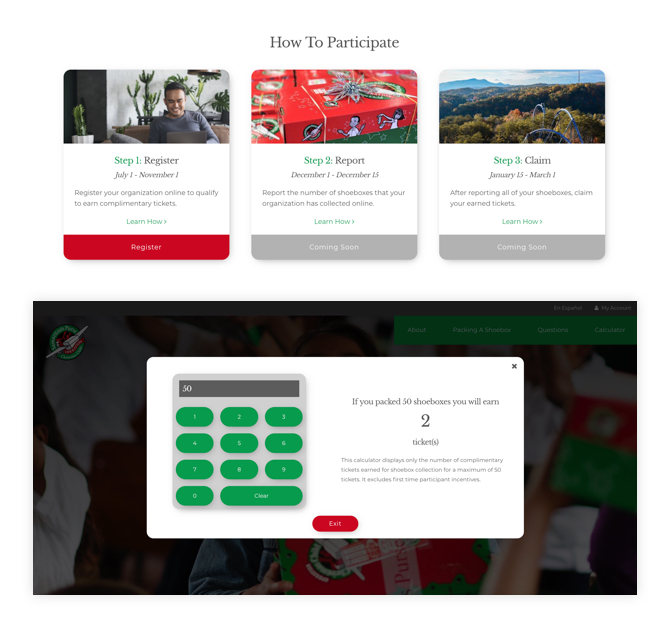 How To Participate
Step 1: Register
July 1 - November 1
Register your organization online to qualify
to earn complimentary tickets.
Learn How >
Register
Step 2: Report
December 1 - December 15
Report the number of shoeboxes that your
organization has collected online.
Learn How >
Coming Soon
Step 3: Claim
January 15 - March 1
After reporting all of your shoeboxes, claim
your earned tickets.
Learn How >
Coming Soon
En Español
My Account
About
Packing A Shoebox
Questions
Calculator
50
1
2
3
4
5
6
7
8
9
0
Clear
If you packed 50 shoeboxes you will earn
2
ticket(s)
This calculator displays only the number of complimentary
tickets earned for shoebox collection for a maximum of 50
tickets. It excludes first time participant incentives.
Exit